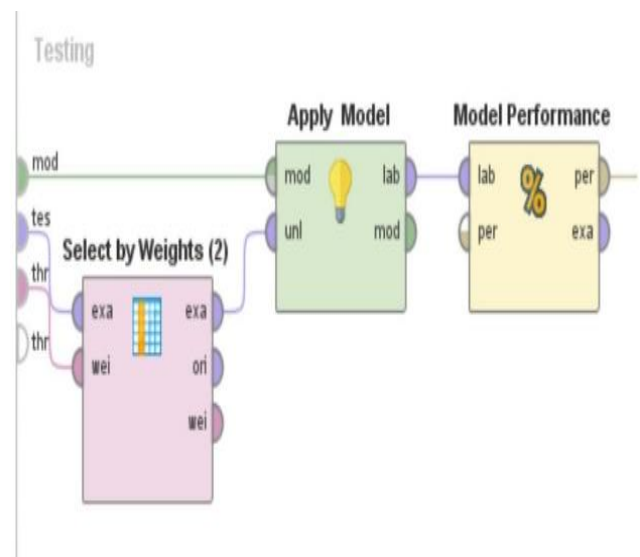 Testing
mod
tes
thr
thr
Select by Weights (2)
exa exa
wei ori
wei
Apply Model
mod lab
unl mod
Model Performance
lab per
per exa
%